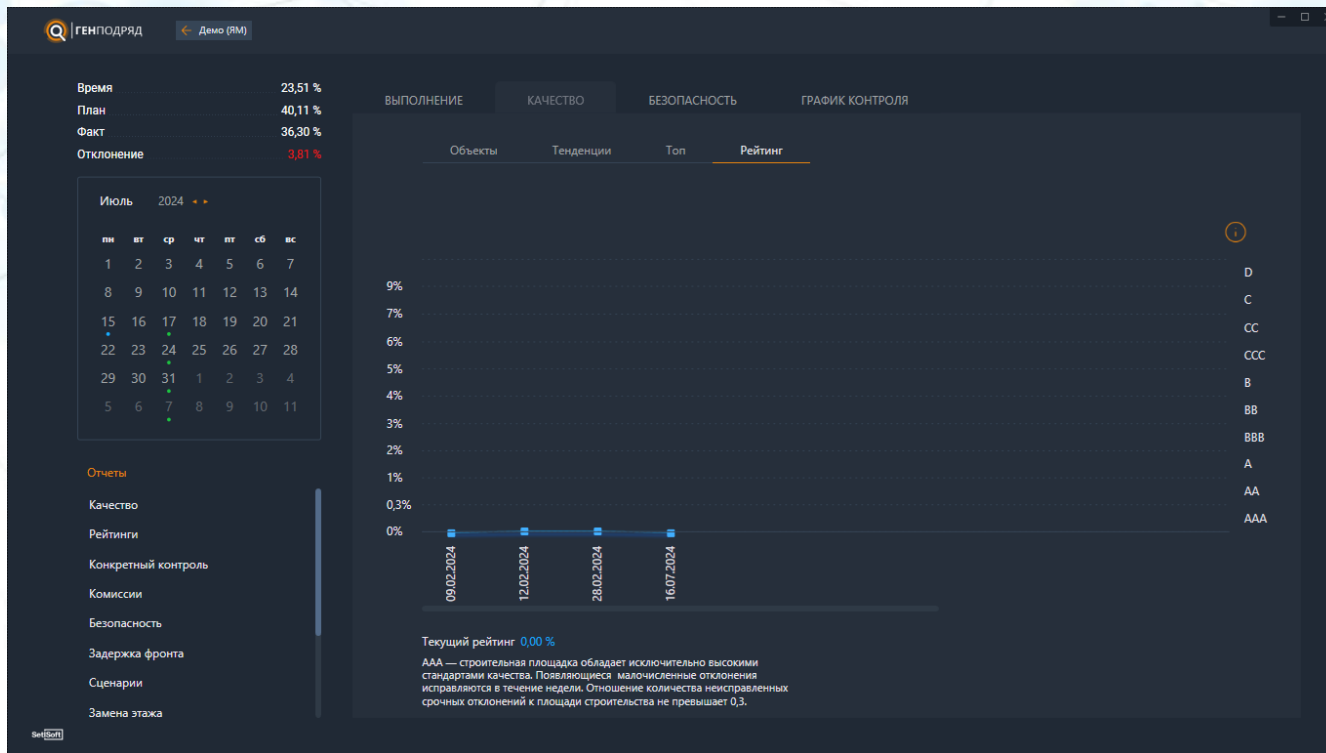 ГЕНПОДРЯД
← Демо (ЯМ)
Время 23,51 %
План 40,11 %
Факт 36,30 %
Отклонение 3,81 %
Июль 2024
пн вт ср чт пт сб вс
1 2 3 4 5 6 7
8 9 10 11 12 13 14
15 16 17 18 19 20 21
22 23 24 25 26 27 28
29 30 31 1 2 3 4
5 6 7 8 9 10 11
Отчеты
Качество
Рейтинги
Конкретный контроль
Комиссии
Безопасность
Задержка фронта
Сценарии
Замена этажа
SetlSoft
ВЫПОЛНЕНИЕ КАЧЕСТВО БЕЗОПАСНОСТЬ ГРАФИК КОНТРОЛЯ
Объекты Тенденции Топ Рейтинг
i
9% D
7% C
6% CC
5% CCC
4% B
3% BB
2% BBB
1% A
0,3% AA
0% AAA
09.02.2024 12.02.2024 28.02.2024 16.07.2024
Текущий рейтинг 0,00 %
ААА — строительная площадка обладает исключительно высокими
стандартами качества. Появляющиеся малочисленные отклонения
исправляются в течение недели. Отношение количества неисправленных
срочных отклонений к площади строительства не превышает 0,3.